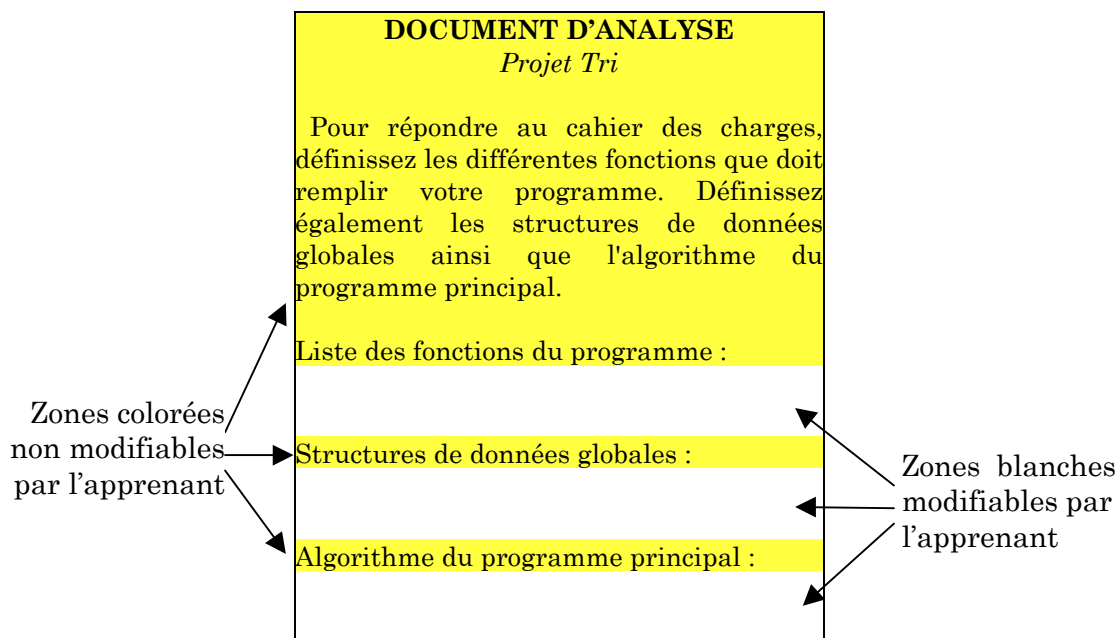 DOCUMENT D’ANALYSE
Projet Tri
Pour répondre au cahier des charges,
définissez les différentes fonctions que doit
remplir votre programme. Définissez
également les structures de données
globales ainsi que l'algorithme du
programme principal.
Liste des fonctions du programme :
Structures de données globales :
Algorithme du programme principal :
Zones colorées
non modifiables
par l’apprenant
Zones blanches
modifiables par
l’apprenant